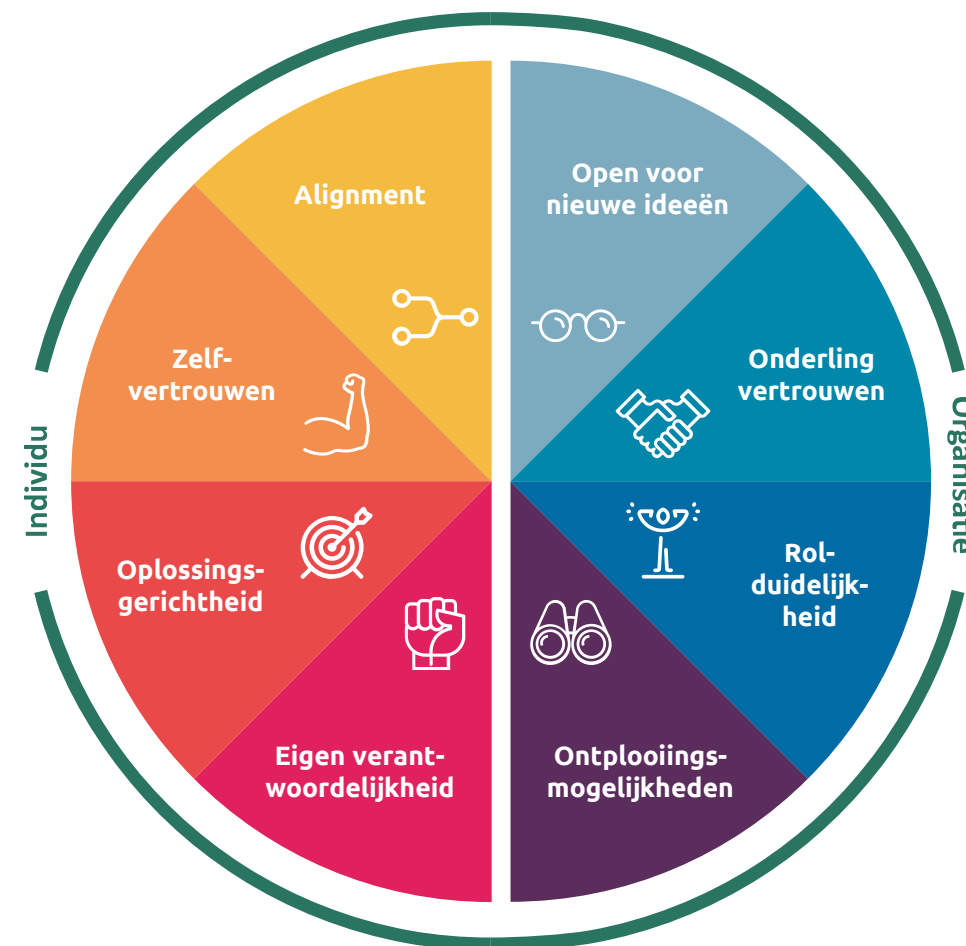 Alignment
Open voor
nieuwe ideeën
Zelf-
vertrouwen
Onderling
vertrouwen
Individu
Organisatie
Oplossings-
gerichtheid
Rol-
duidelijk-
heid
Eigen verant-
woordelijkheid
Ontplooiings-
mogelijkheden